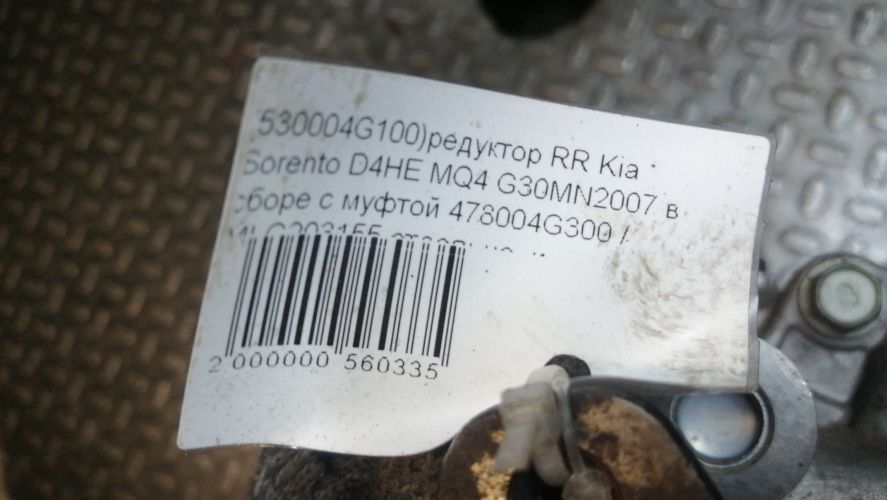 530004G100)редуктор RR Kia
Sorento D4HE MQ4 G30MN2007 в
сборе с муфтой 478004G300 /
2 000000 560335